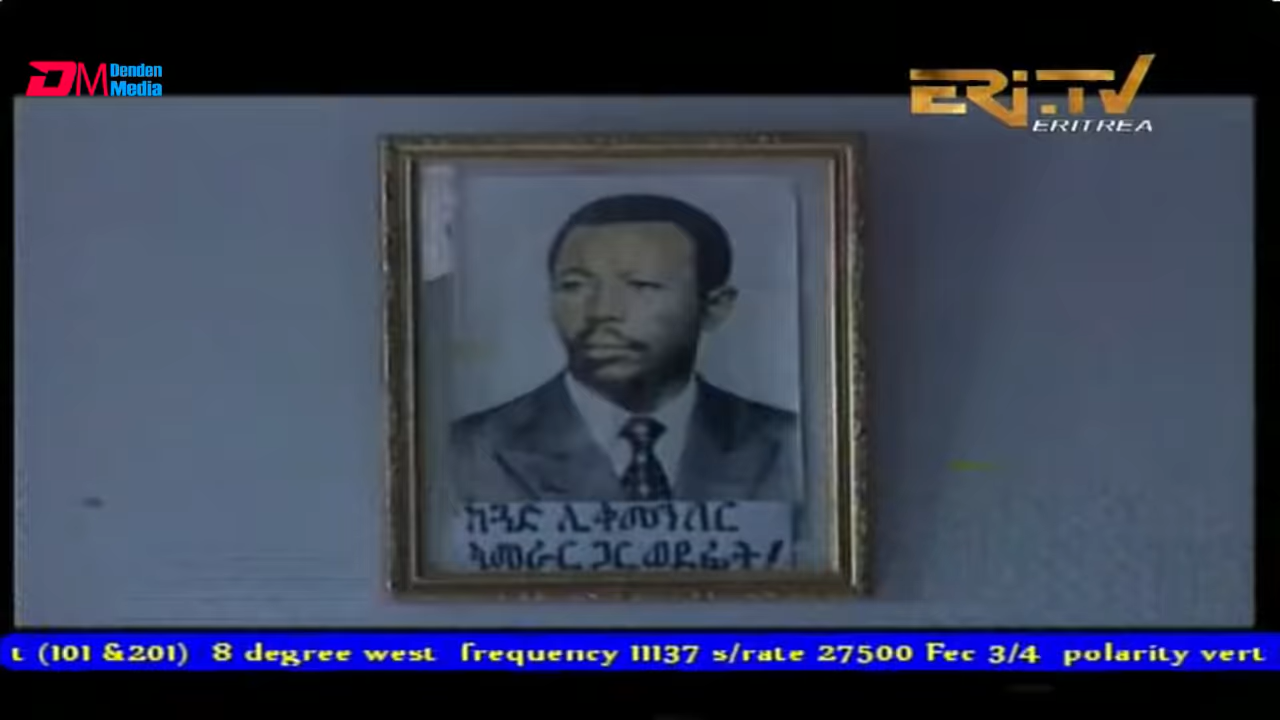 DM Denden Media
ERi.TV
ERITREA
ከጓድ ሊቀመንበር
አመራር ጋር ወደፊት!
t (101 &201) 8 degree west frequency 11137 s/rate 27500 Fec 3/4 polarity vert